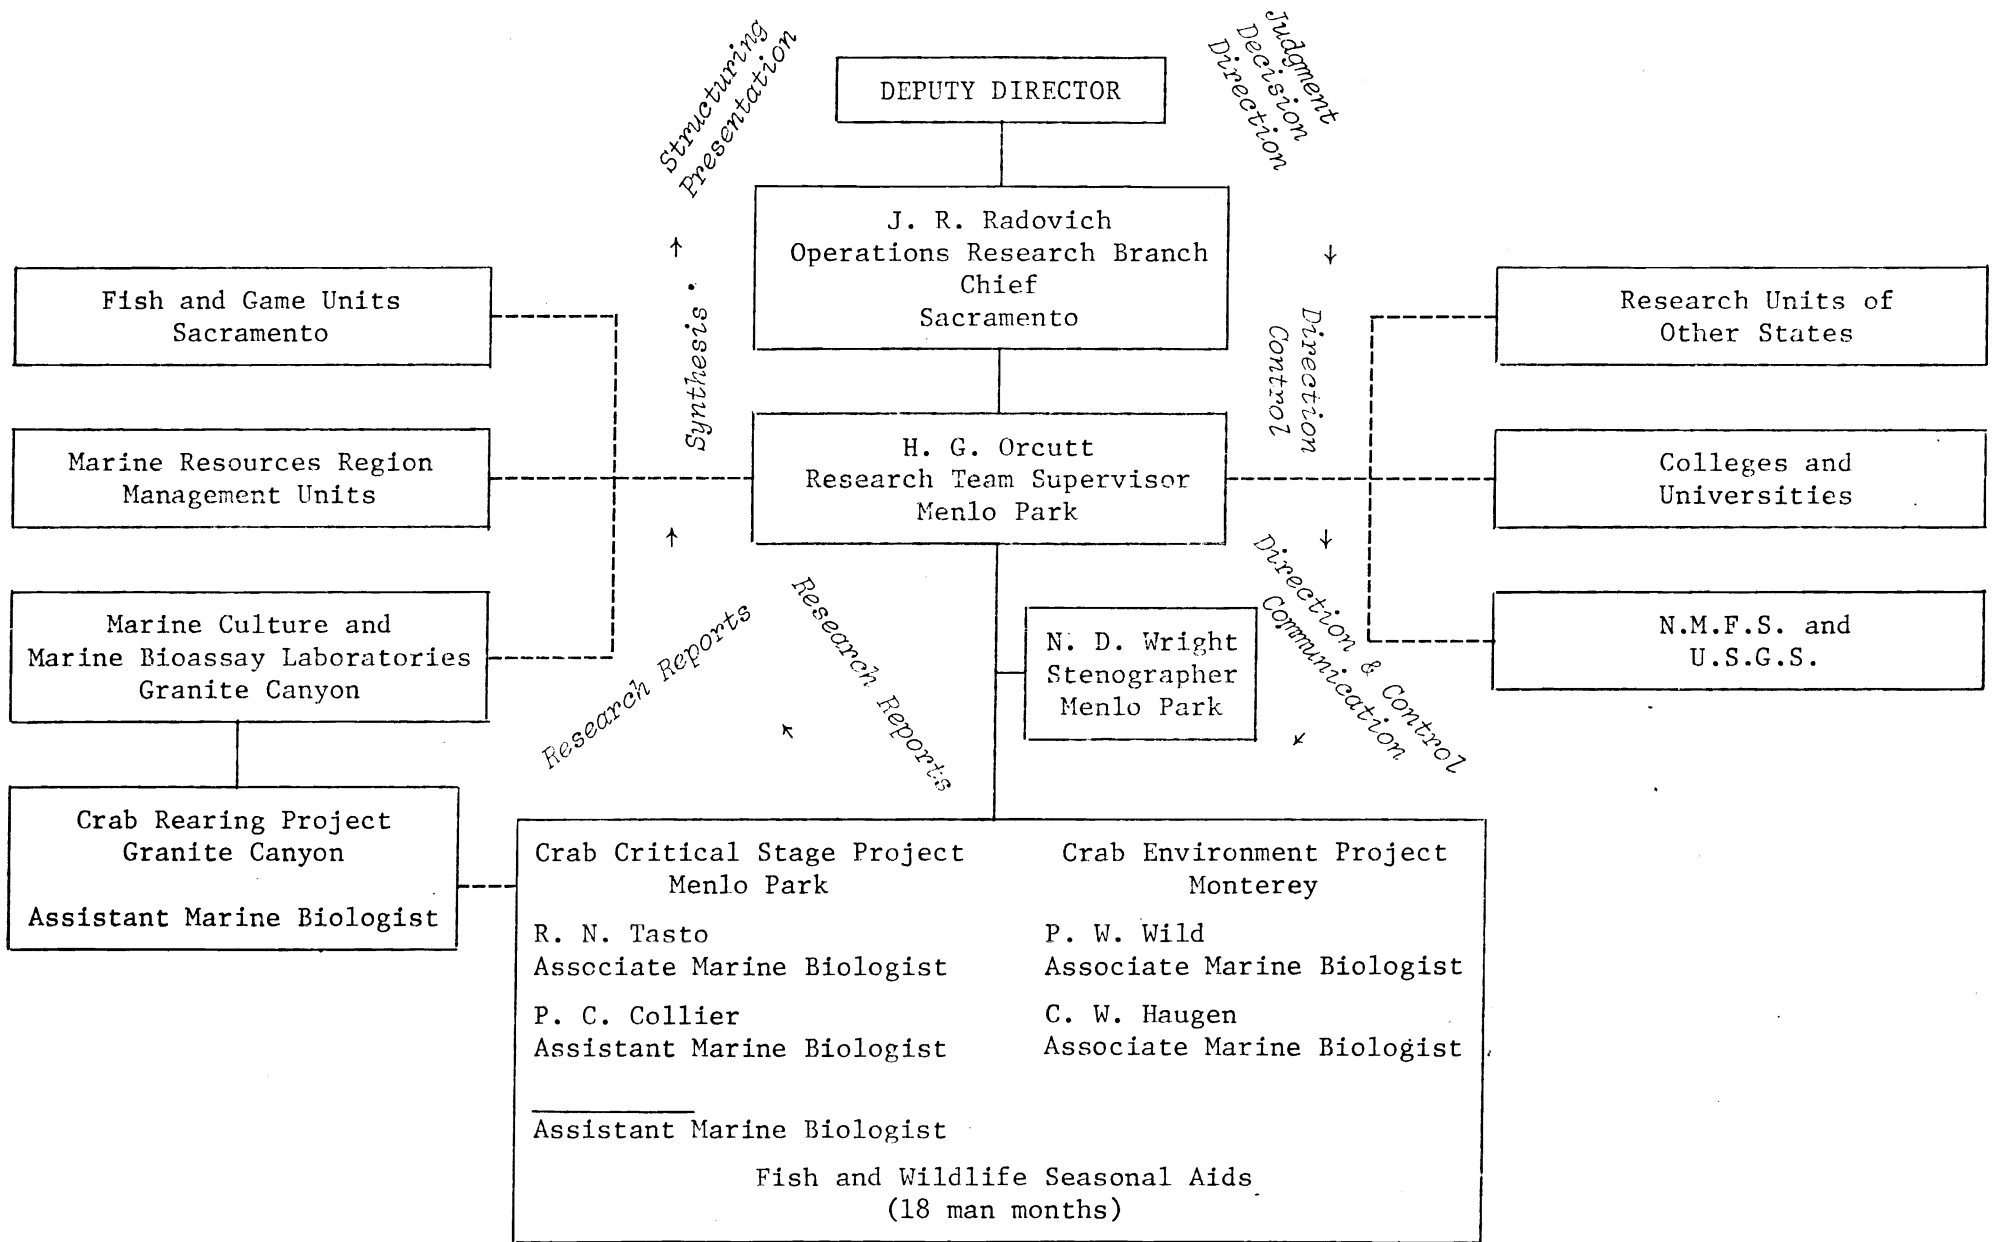 Structuring
Presentation
Judgment
Decision
Direction
DEPUTY DIRECTOR
J. R. Radovich
Operations Research Branch
Chief
Sacramento
Fish and Game Units
Sacramento
Synthesis
Direction
Control
Research Units of
Other States
Marine Resources Region
Management Units
H. G. Orcutt
Research Team Supervisor
Menlo Park
Colleges and
Universities
Marine Culture and
Marine Bioassay Laboratories
Granite Canyon
Research Reports
Research Reports
N. D. Wright
Stenographer
Menlo Park
Direction & Control
Communication
N.M.F.S. and
U.S.G.S.
Crab Rearing Project
Granite Canyon
Assistant Marine Biologist
Crab Critical Stage Project
Menlo Park
R. N. Tasto
Associate Marine Biologist
P. C. Collier
Assistant Marine Biologist
Assistant Marine Biologist
Crab Environment Project
Monterey
P. W. Wild
Associate Marine Biologist
C. W. Haugen
Associate Marine Biologist
Fish and Wildlife Seasonal Aids
(18 man months)